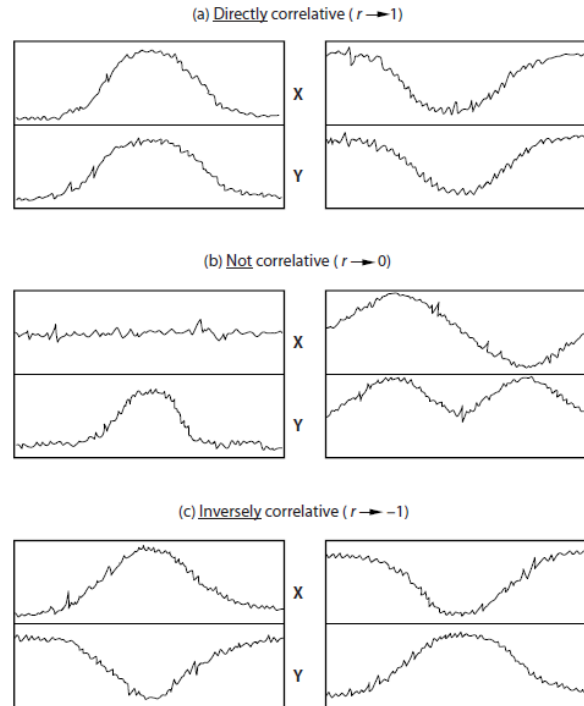 (a) Directly correlative ( r → 1)
X
Y
(b) Not correlative ( r → 0)
X
Y
(c) Inversely correlative ( r → –1)
X
Y